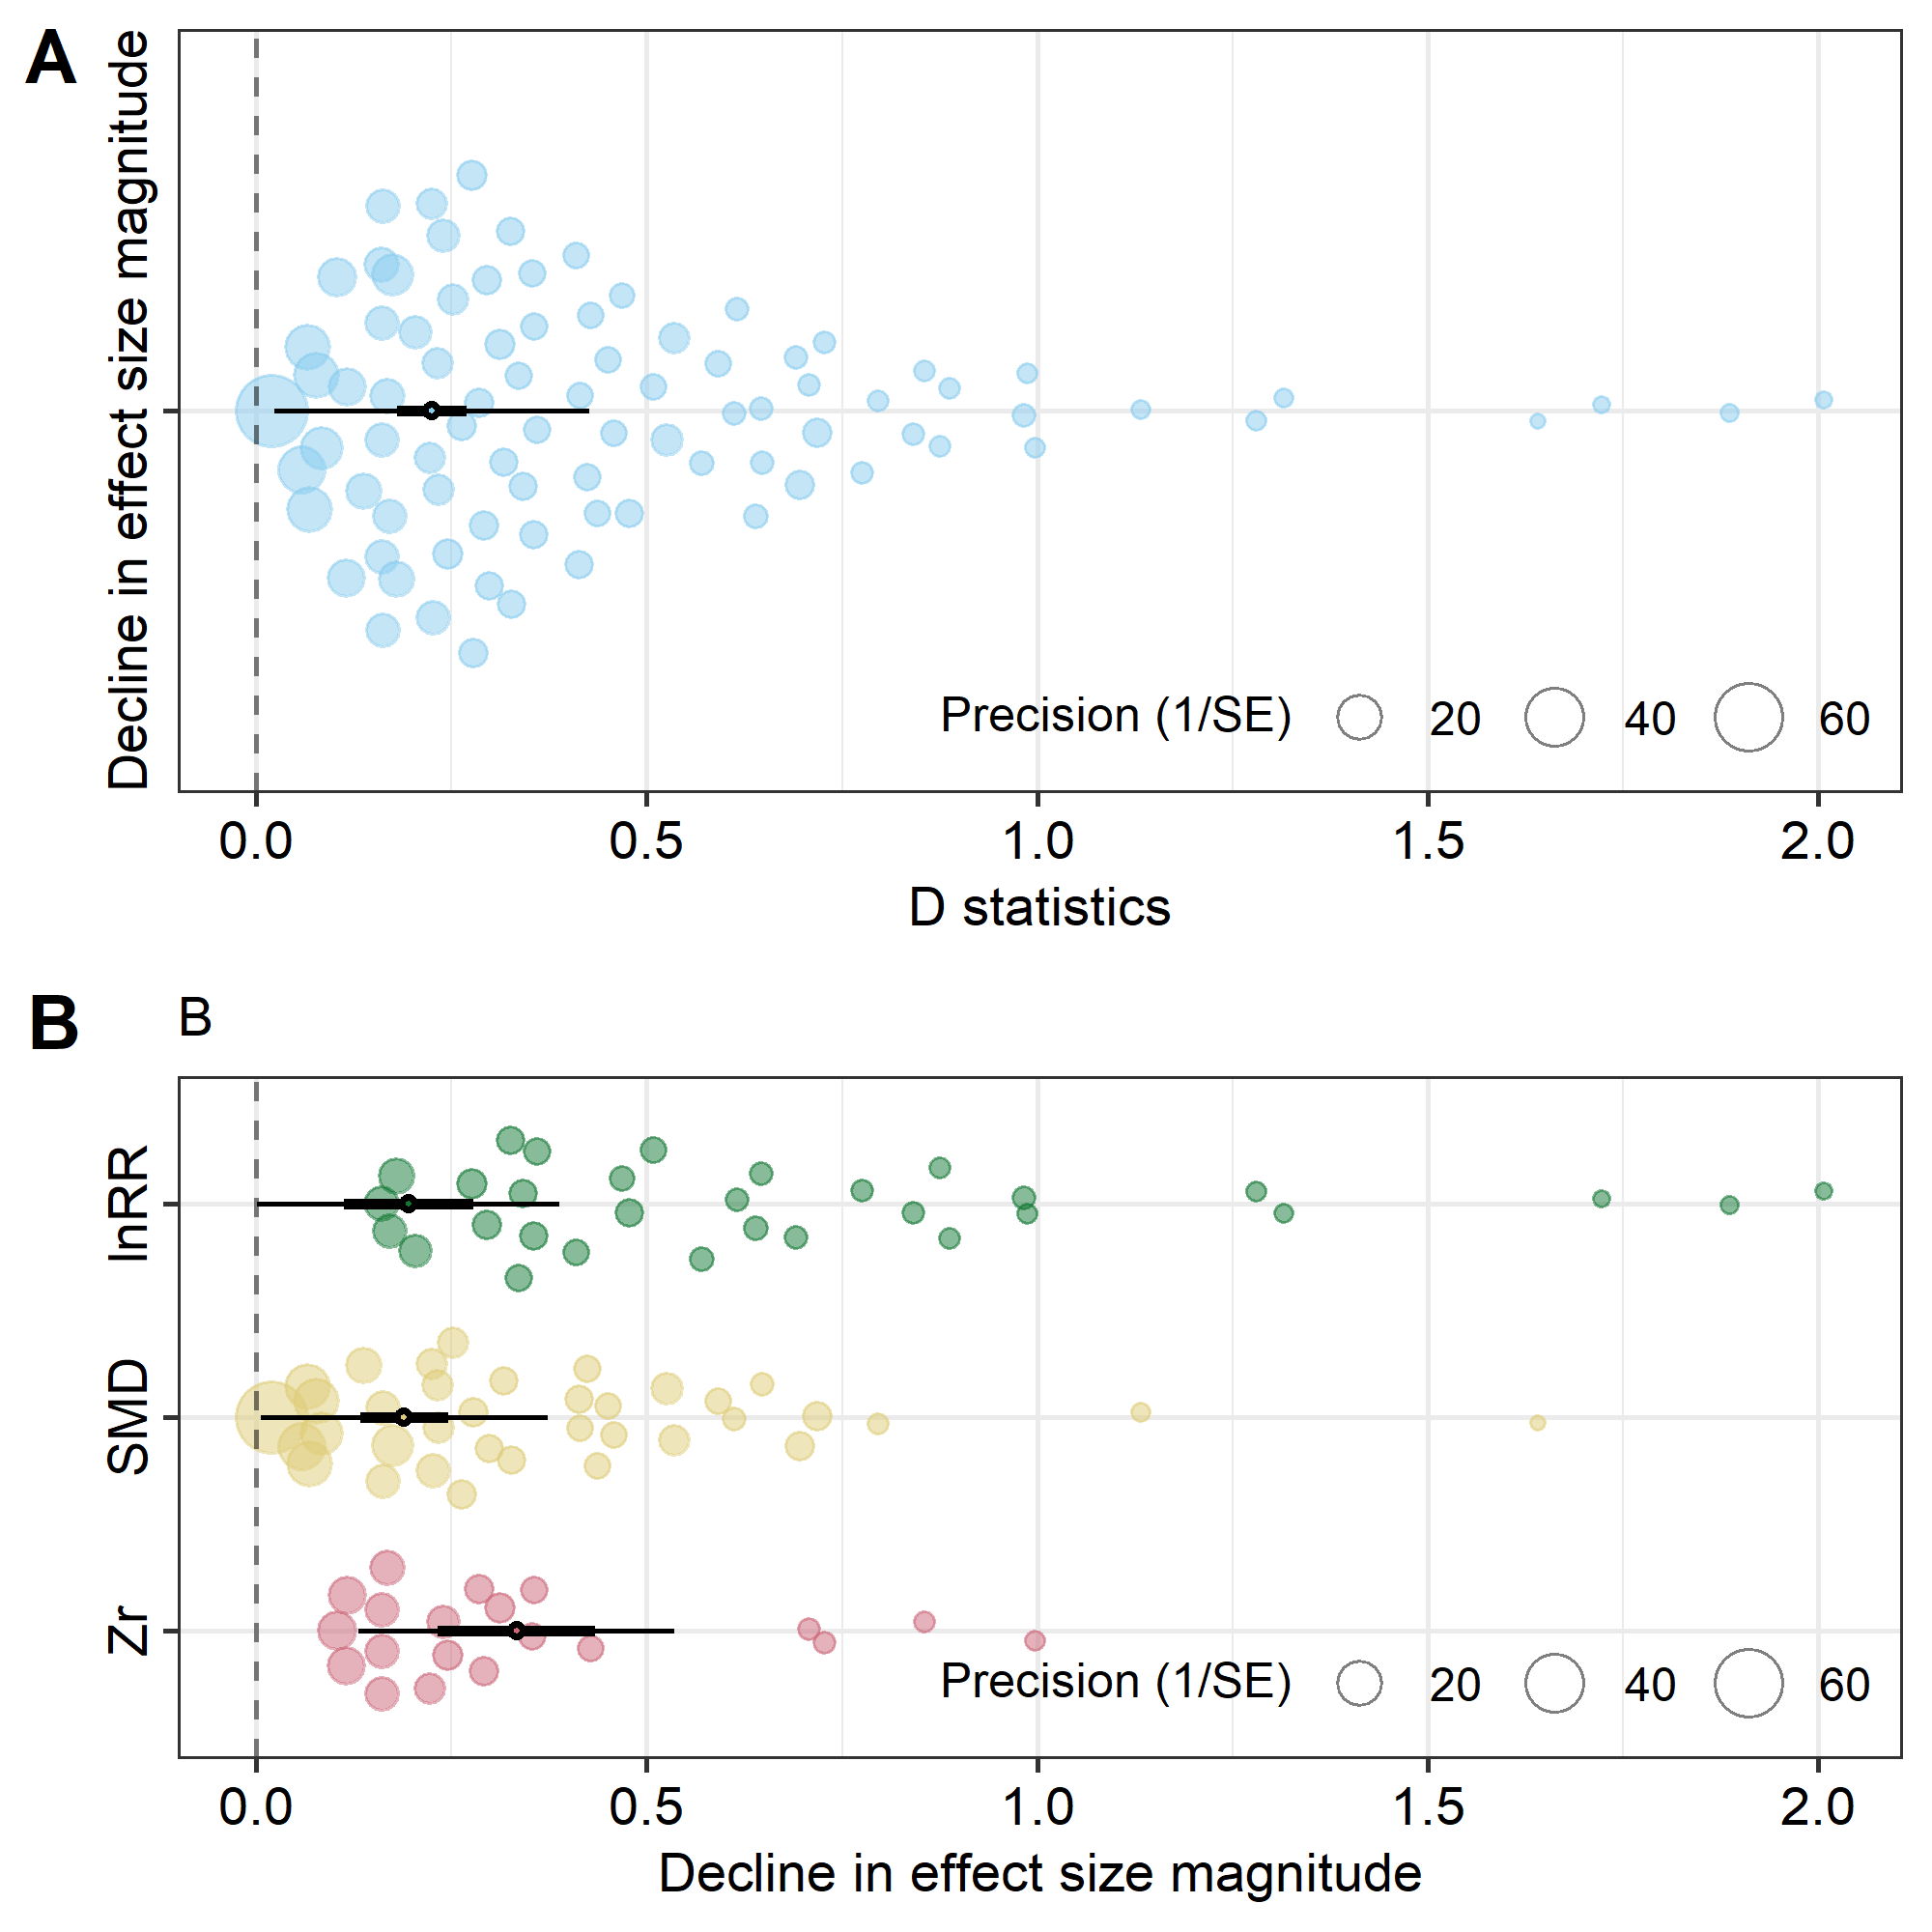 A
Decline in effect size magnitude
Precision (1/SE) 20 40 60
0.0 0.5 1.0 1.5 2.0
D statistics
B
B
lnRR
SMD
Zr
Precision (1/SE) 20 40 60
0.0 0.5 1.0 1.5 2.0
Decline in effect size magnitude